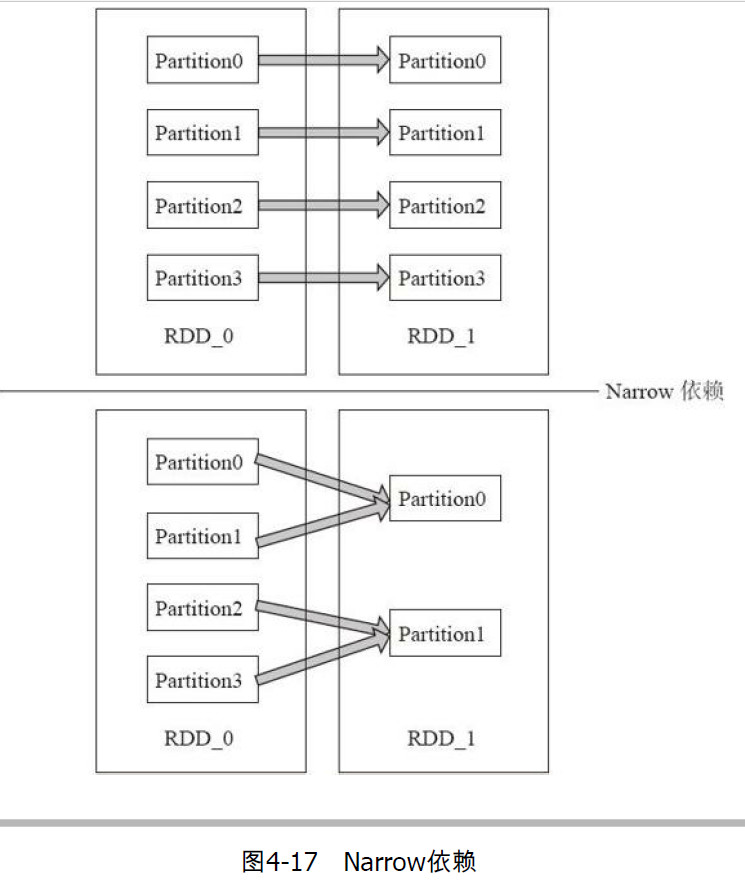 Partition0 Partition0
Partition1 Partition1
Partition2 Partition2
Partition3 Partition3
RDD_0 RDD_1
Narrow 依赖
Partition0
Partition0
Partition1
Partition2
Partition1
Partition3
RDD_0 RDD_1
图4-17 Narrow依赖